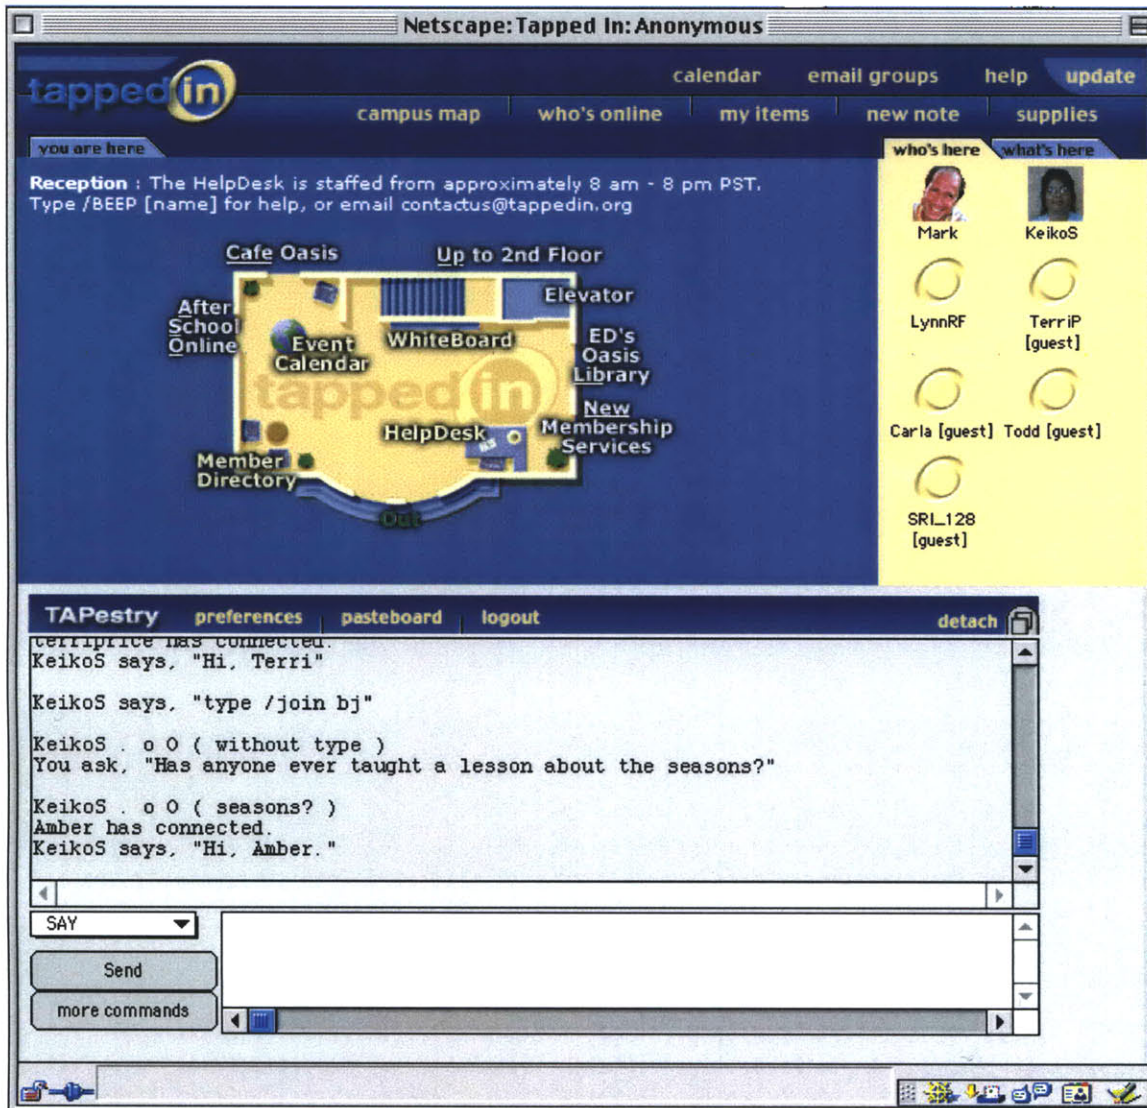 Netscape: Tapped In: Anonymous
tapped in
calendar email groups help update
campus map who's online my items new note supplies
you are here
who's here what's here
Reception : The HelpDesk is staffed from approximately 8 am - 8 pm PST.
Type /BEEP [name] for help, or email contactus@tappedin.org
Cafe Oasis
Up to 2nd Floor
Elevator
After
School
Online
Event
Calendar
WhiteBoard
ED's
Oasis
Library
tapped in
New
Membership
Services
HelpDesk
Member
Directory
Out
Mark KeikoS
LynnRF TerriP
[guest]
Carla [guest] Todd [guest]
SRI_128
[guest]
TAPestry preferences pasteboard logout detach
terriprice has connected.
KeikoS says, "Hi, Terri"
KeikoS says, "type /join bj"
KeikoS . o O ( without type )
You ask, "Has anyone ever taught a lesson about the seasons?"
KeikoS . o O ( seasons? )
Amber has connected.
KeikoS says, "Hi, Amber."
SAY
Send
more commands